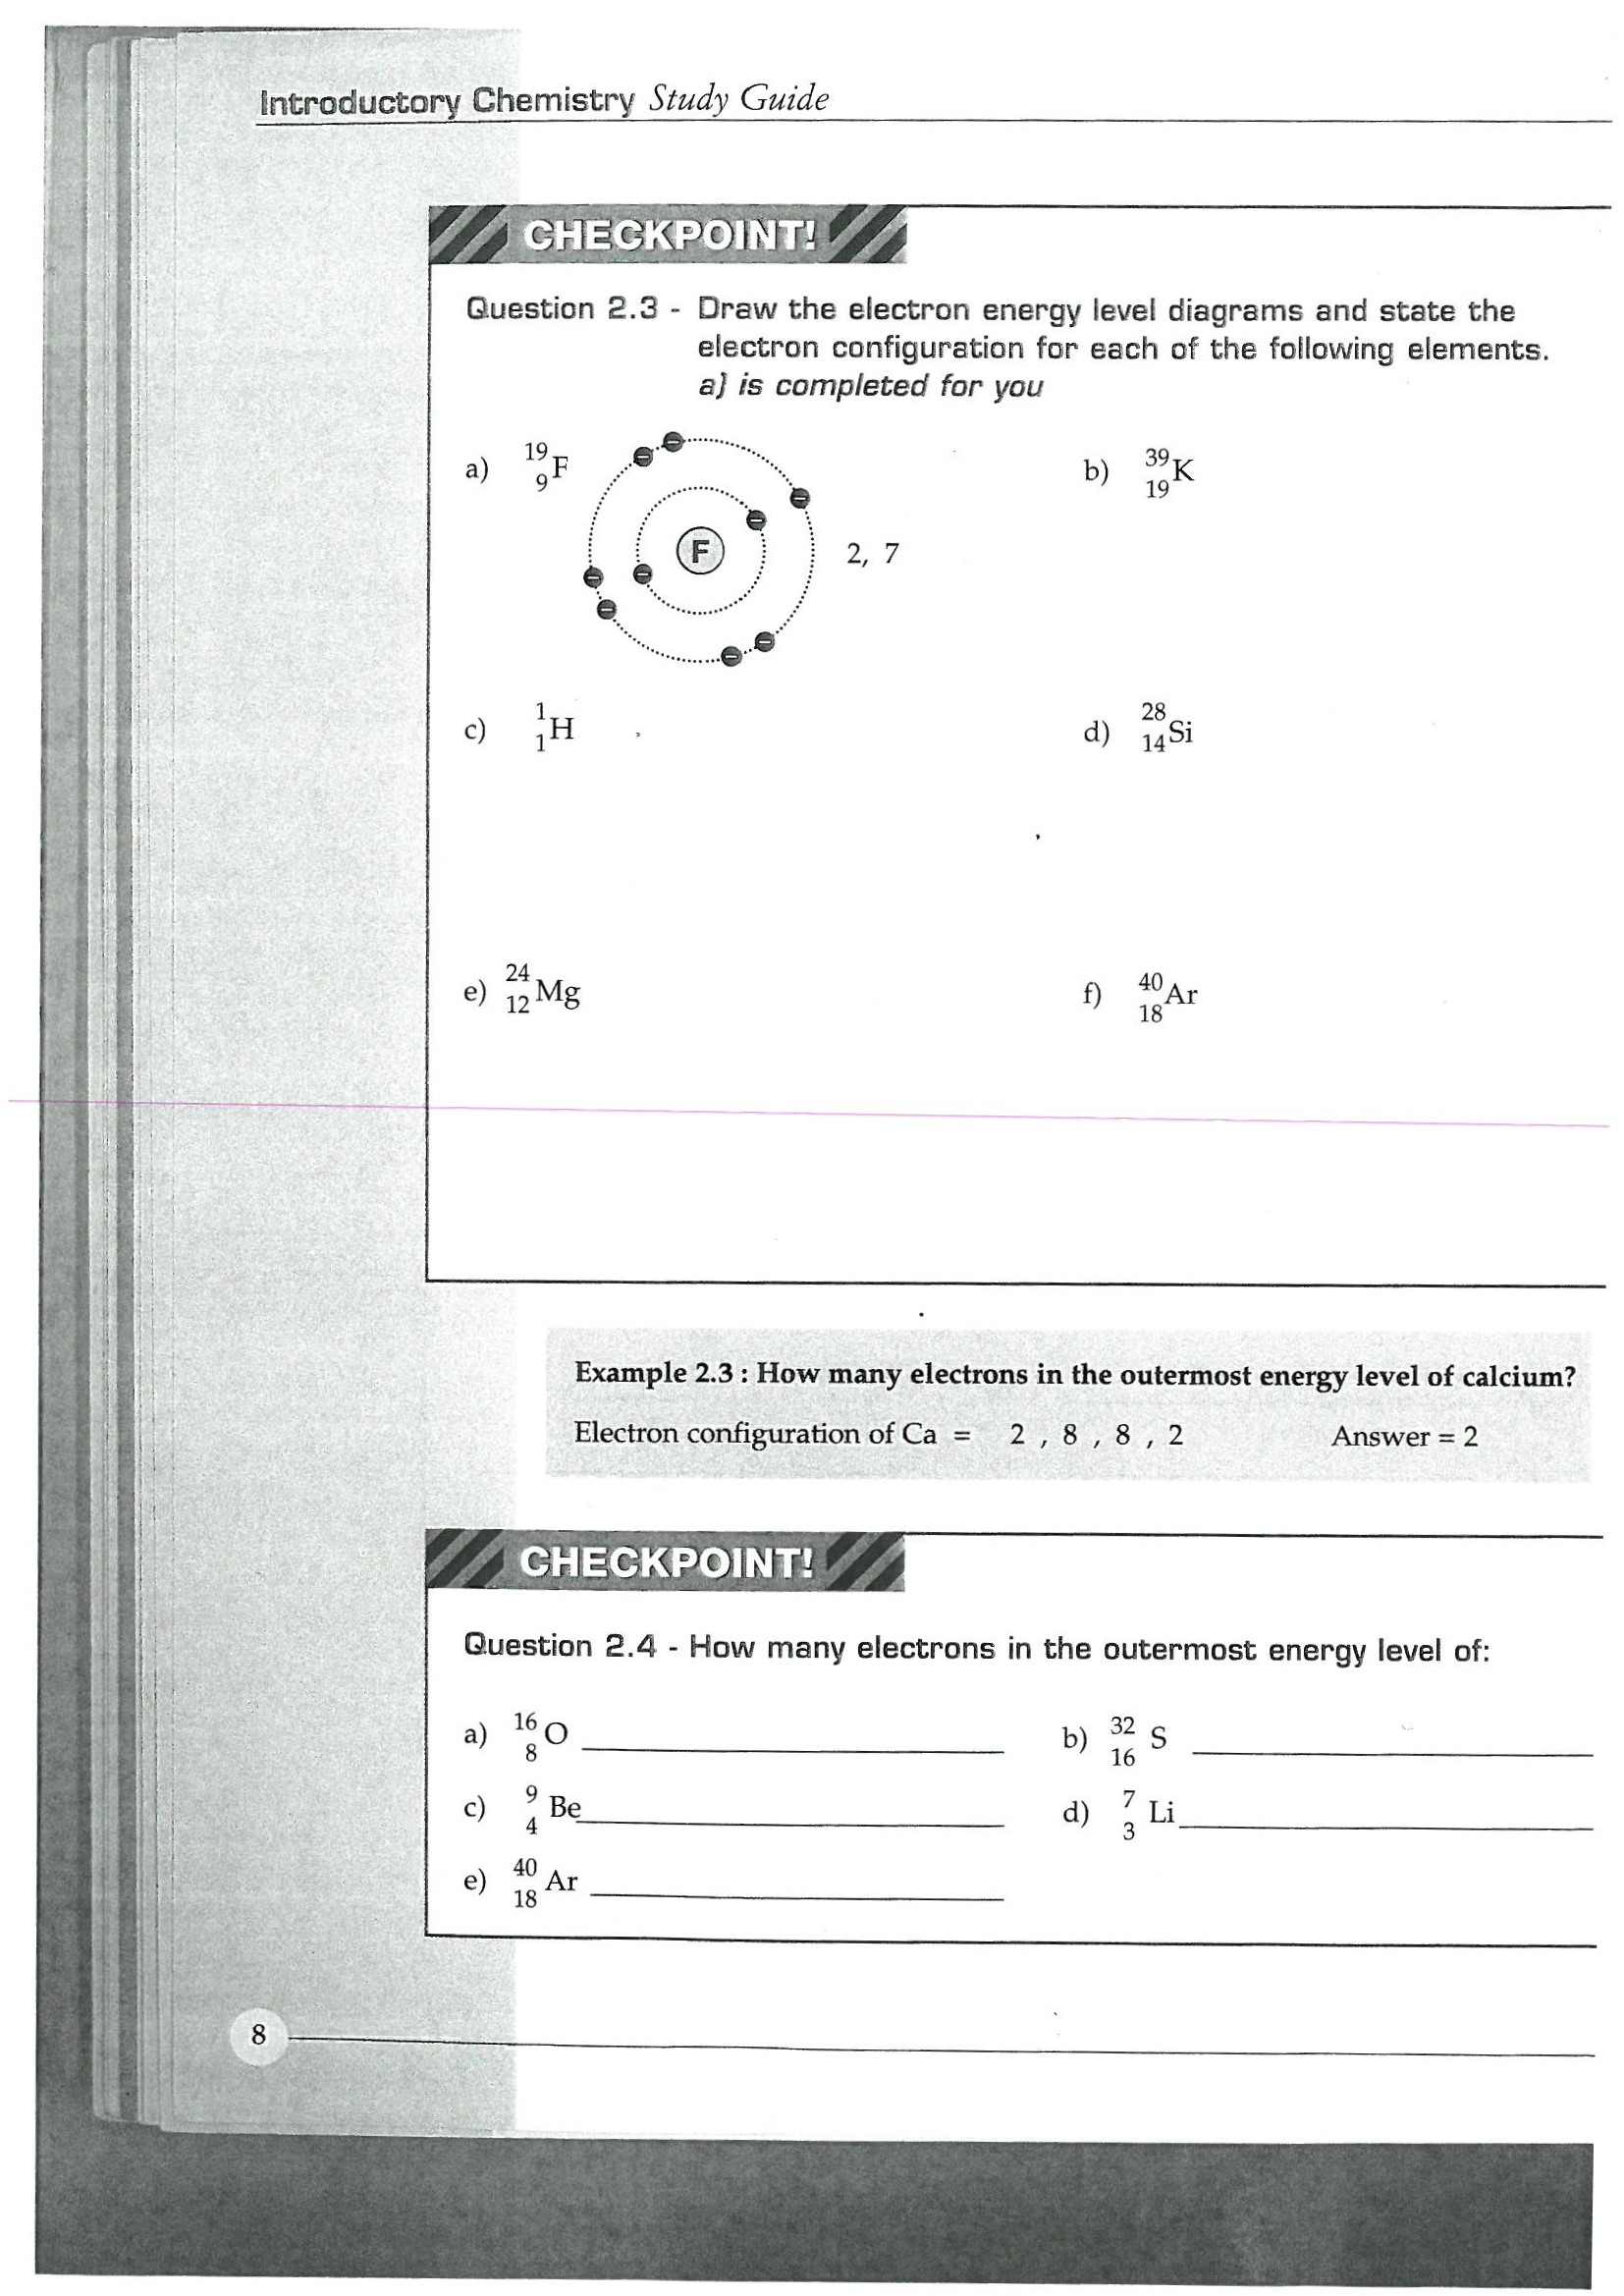 Introductory Chemistry Study Guide
CHECKPOINT!
Question 2.3 - Draw the electron energy level diagrams and state the
electron configuration for each of the following elements.
a) is completed for you
a) 19 9 F
F
2, 7
b) 39 19 K
c) 1 1 H
d) 28 14 Si
e) 24 12 Mg
f) 40 18 Ar
Example 2.3 : How many electrons in the outermost energy level of calcium?
Electron configuration of Ca = 2 , 8 , 8 , 2 Answer = 2
CHECKPOINT!
Question 2.4 - How many electrons in the outermost energy level of:
a) 16 8 O
b) 32 16 S
c) 9 4 Be
d) 7 3 Li
e) 40 18 Ar
8